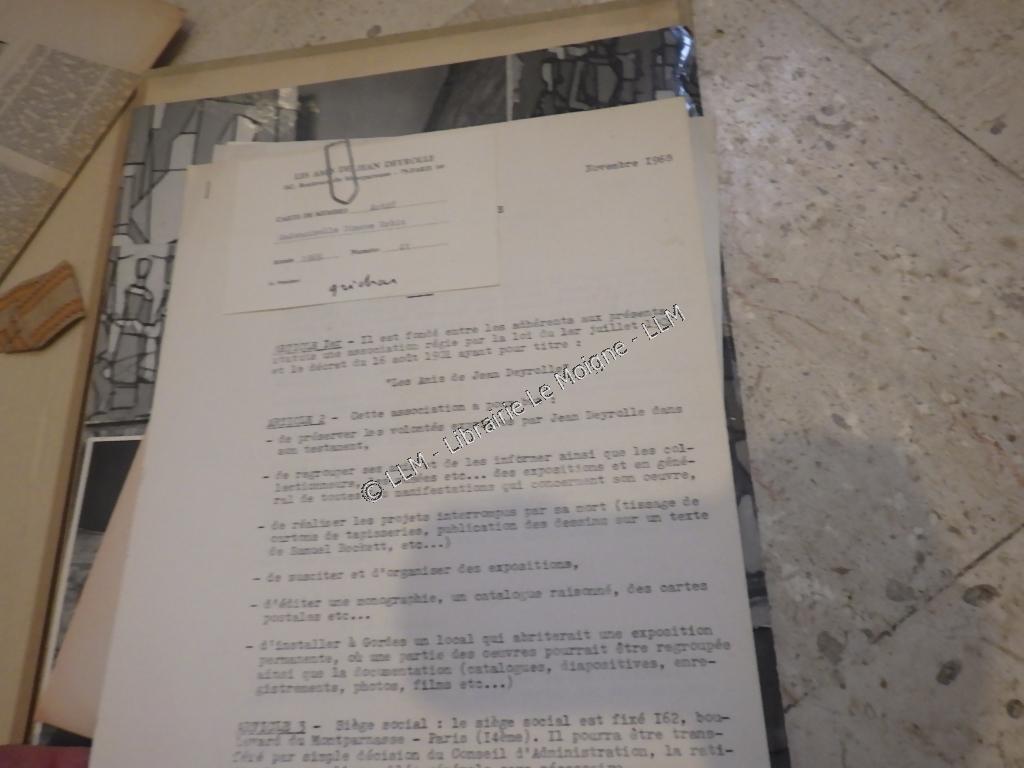 LES AMIS DE JEAN DEYROLLE
Novembre 1968
CARTE DE MEMBRE
Mademoiselle
ARTICLE Ier - Il est fondé entre les adhérents aux présents
statuts une association régie par la loi du 1er juillet
et le décret du 16 août 1901 ayant pour titre :
"Les Amis de Jean Deyrolle
ARTICLE 2 - Cette association a
- de préserver les volontés par Jean Deyrolle dans
son testament,
- de regrouper ses et de les informer ainsi que les col-
lectionneurs, etc... des expositions et en géné-
ral de toutes manifestations qui concernent son oeuvre,
- de réaliser les projets interrompus par sa mort (tissage de
cartons de tapisseries, publication des dessins sur un texte
de Samuel Beckett, etc...)
- de susciter et d'organiser des expositions,
- d'éditer une monographie, un catalogue raisonné, des cartes
postales etc...
- d'installer à Gordes un local qui abriterait une exposition
permanente, où une partie des oeuvres pourrait être regroupée
ainsi que la documentation (catalogues, diapositives, enre-
gistrements, photos, films etc...)
ARTICLE 3 - Siège social : le siège social est fixé I62, bou-
levard du Montparnasse - Paris (I4ème). Il pourra être trans-
féré par simple décision du Conseil d'Administration, la rati-
© LLM - Librairie Le Moigne - LLM